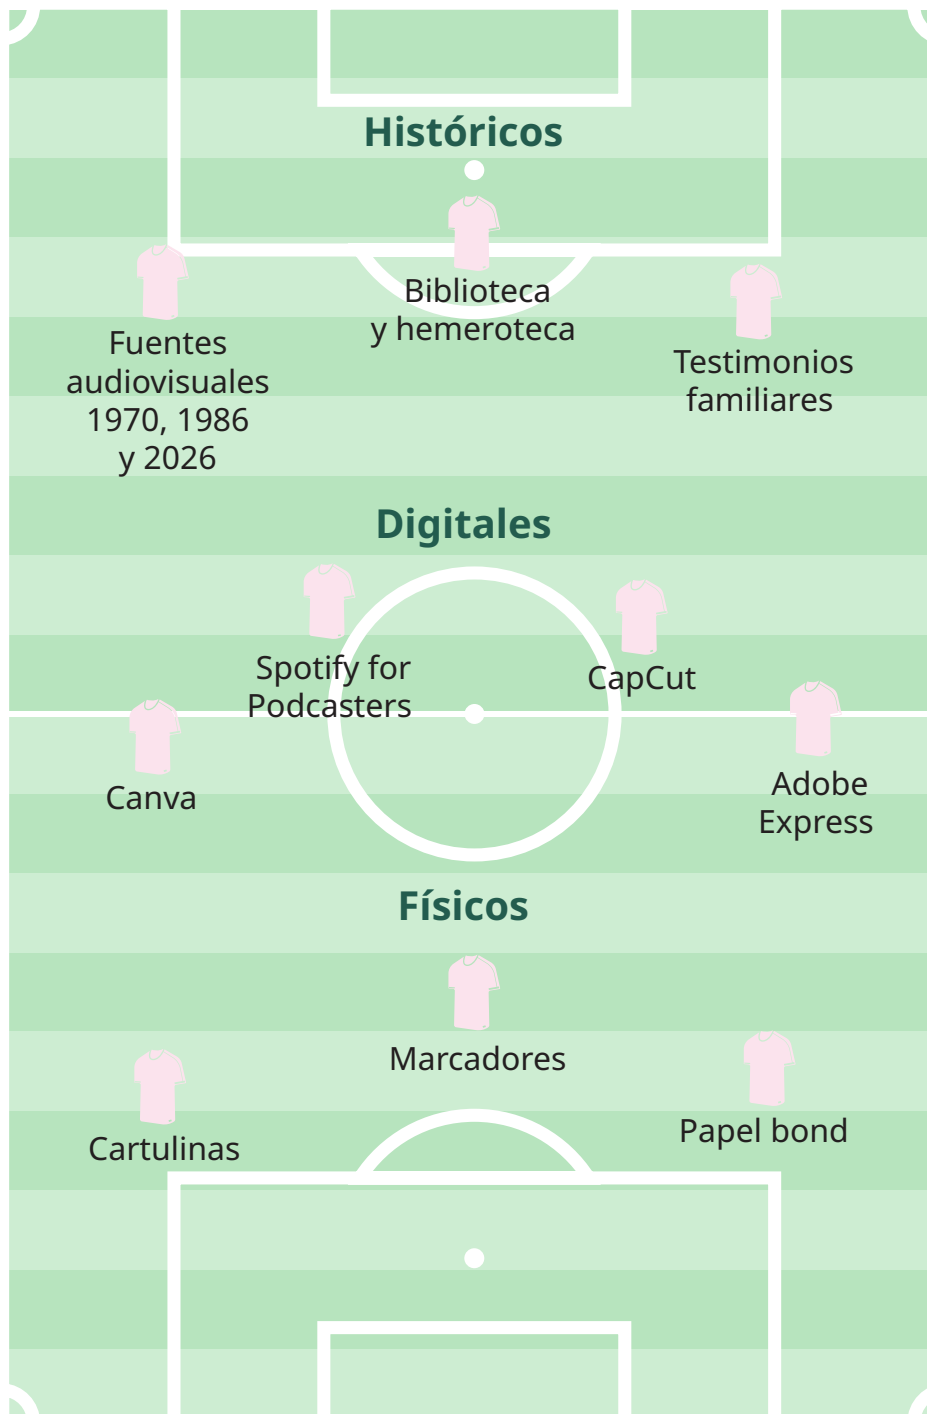 Históricos
Biblioteca
y hemeroteca
Fuentes
audiovisuales
1970, 1986
y 2026
Testimonios
familiares
Digitales
Spotify for
Podcasters
CapCut
Canva
Adobe
Express
Físicos
Marcadores
Cartulinas
Papel bond